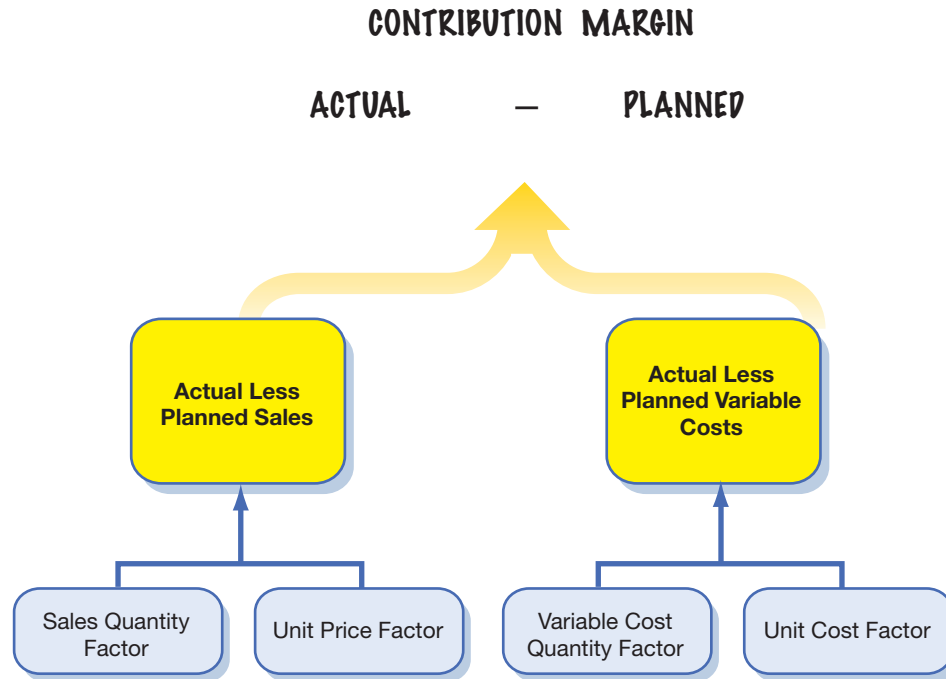 CONTRIBUTION MARGIN
ACTUAL – PLANNED
Actual Less
Planned Sales
Actual Less
Planned Variable
Costs
Sales Quantity
Factor
Unit Price Factor
Variable Cost
Quantity Factor
Unit Cost Factor